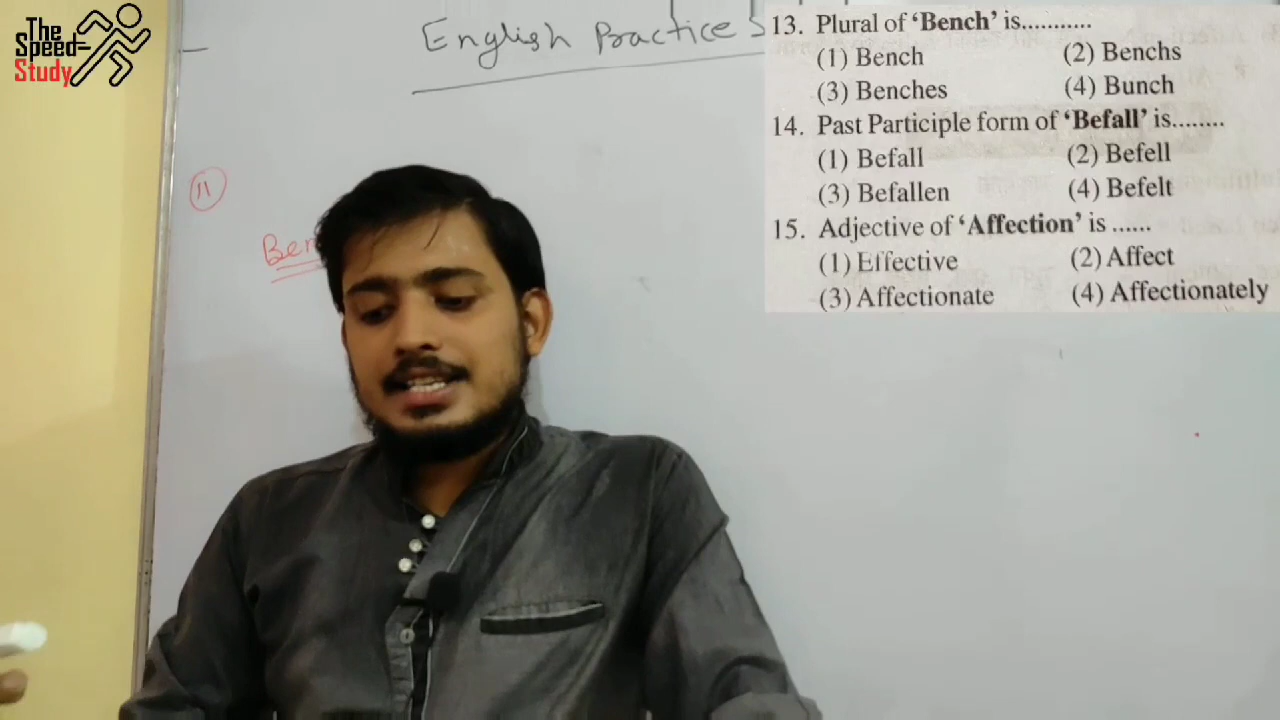 The
Speed
Study
English Practice S
11
Ben
13. Plural of ‘Bench’ is...........
(1) Bench (2) Benchs
(3) Benches (4) Bunch
14. Past Participle form of ‘Befall’ is........
(1) Befall (2) Befell
(3) Befallen (4) Befelt
15. Adjective of ‘Affection’ is ......
(1) Effective (2) Affect
(3) Affectionate (4) Affectionately